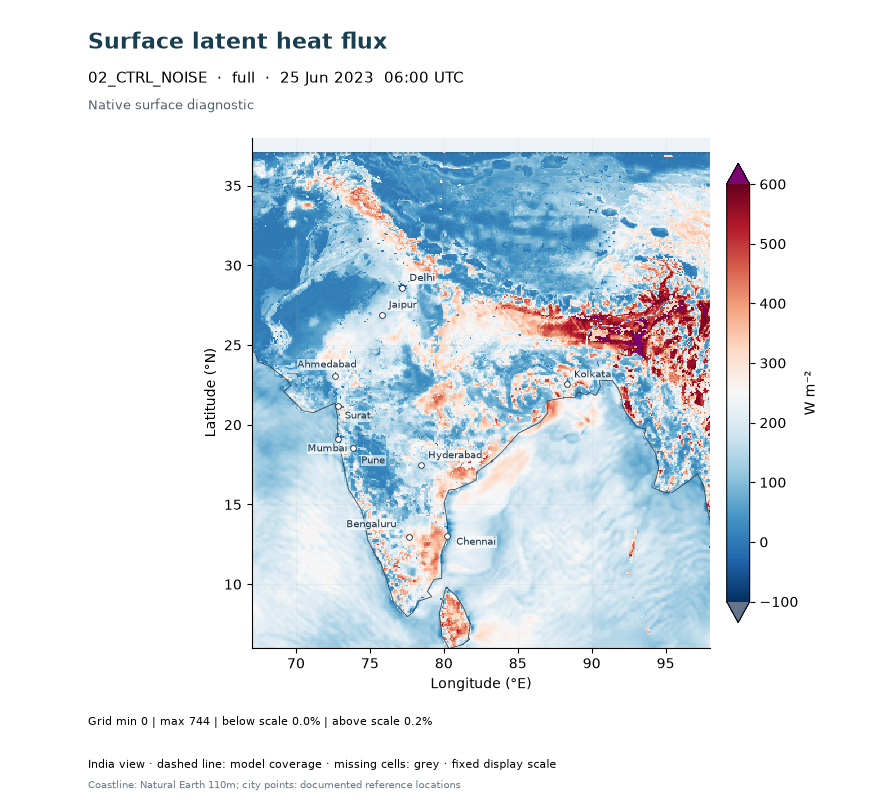 Surface latent heat flux
02_CTRL_NOISE · full · 25 Jun 2023 06:00 UTC
Native surface diagnostic
35
30
25
20
15
10
Latitude (°N)
70
75
80
85
90
95
Longitude (°E)
Delhi
Jaipur
Ahmedabad
Kolkata
Surat
Mumbai
Pune
Hyderabad
Bengaluru
Chennai
600
500
400
300
200
100
0
−100
W m⁻²
Grid min 0 | max 744 | below scale 0.0% | above scale 0.2%
India view · dashed line: model coverage · missing cells: grey · fixed display scale
Coastline: Natural Earth 110m; city points: documented reference locations